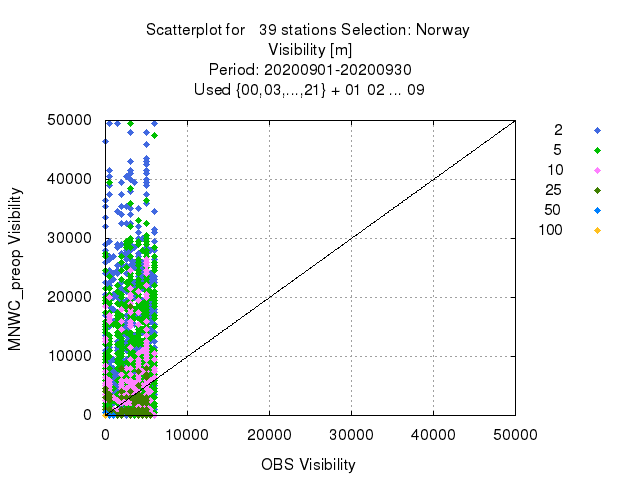 Scatterplot for   39 stations Selection: Norway
Visibility [m]
Period: 20200901-20200930
Used {00,03,...,21} + 01 02 ... 09
50000
40000
30000
20000
10000
0
MNWC_preop Visibility
0 10000 20000 30000 40000 50000
OBS Visibility
2
5
10
25
50
100